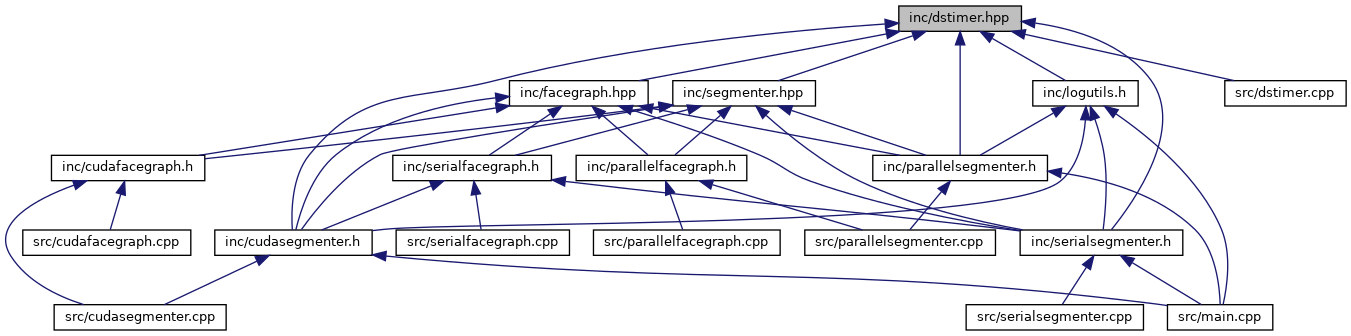 inc/dstimer.hpp
inc/facegraph.hpp
inc/segmenter.hpp
inc/logutils.h
src/dstimer.cpp
inc/cudafacegraph.h
inc/serialfacegraph.h
inc/parallelfacegraph.h
inc/parallelsegmenter.h
src/cudafacegraph.cpp
inc/cudasegmenter.h
src/serialfacegraph.cpp
src/parallelfacegraph.cpp
src/parallelsegmenter.cpp
inc/serialsegmenter.h
src/cudasegmenter.cpp
src/serialsegmenter.cpp
src/main.cpp